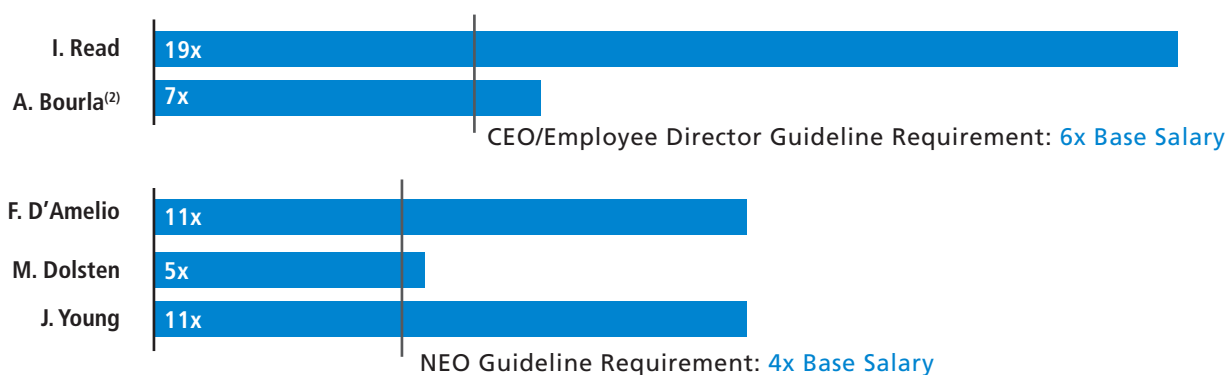 I. Read 19x
A. Bourla(2) 7x
CEO/Employee Director Guideline Requirement: 6x Base Salary
F. D’Amelio 11x
M. Dolsten 5x
J. Young 11x
NEO Guideline Requirement: 4x Base Salary